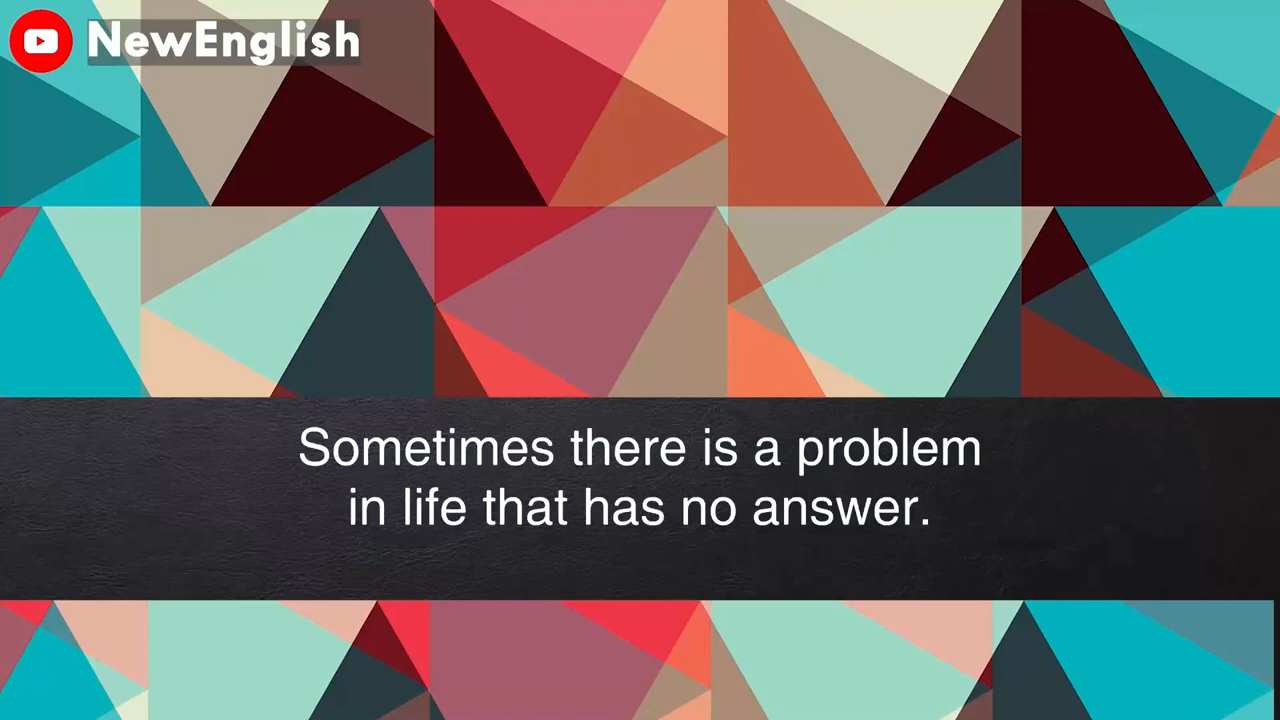 NewEnglish
Sometimes there is a problem
in life that has no answer.